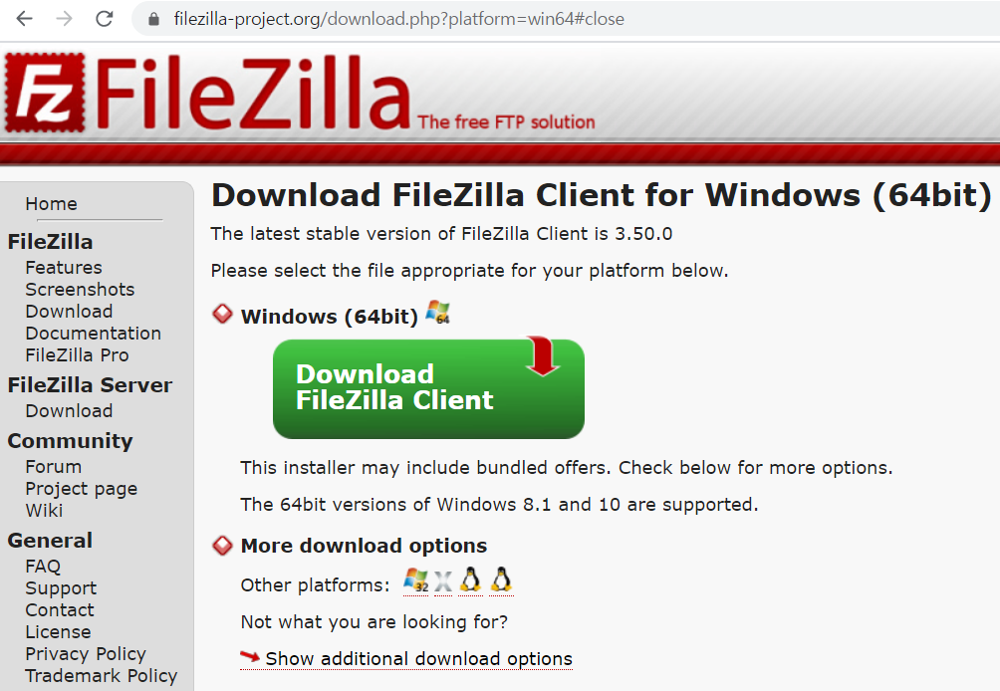 filezilla-project.org/download.php?platform=win64#close
Fz FileZilla The free FTP solution
Home
FileZilla
Features
Screenshots
Download
Documentation
FileZilla Pro
FileZilla Server
Download
Community
Forum
Project page
Wiki
General
FAQ
Support
Contact
License
Privacy Policy
Trademark Policy
Download FileZilla Client for Windows (64bit)
The latest stable version of FileZilla Client is 3.50.0
Please select the file appropriate for your platform below.
Windows (64bit) 64
Download
FileZilla Client
This installer may include bundled offers. Check below for more options.
The 64bit versions of Windows 8.1 and 10 are supported.
More download options
Other platforms: 32 X
Not what you are looking for?
Show additional download options